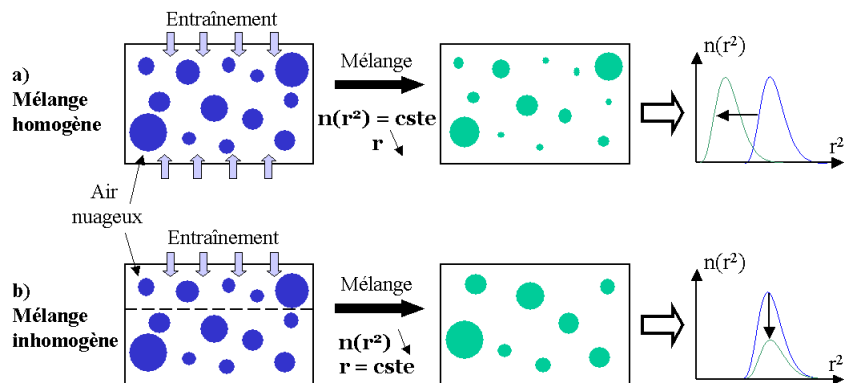 Entraînement
a)
Mélange
homogène
Mélange
n(r²) = cste
r
n(r²)
r²
Air
nuageux
Entraînement
b)
Mélange
inhomogène
Mélange
n(r²)
r = cste
n(r²)
r²